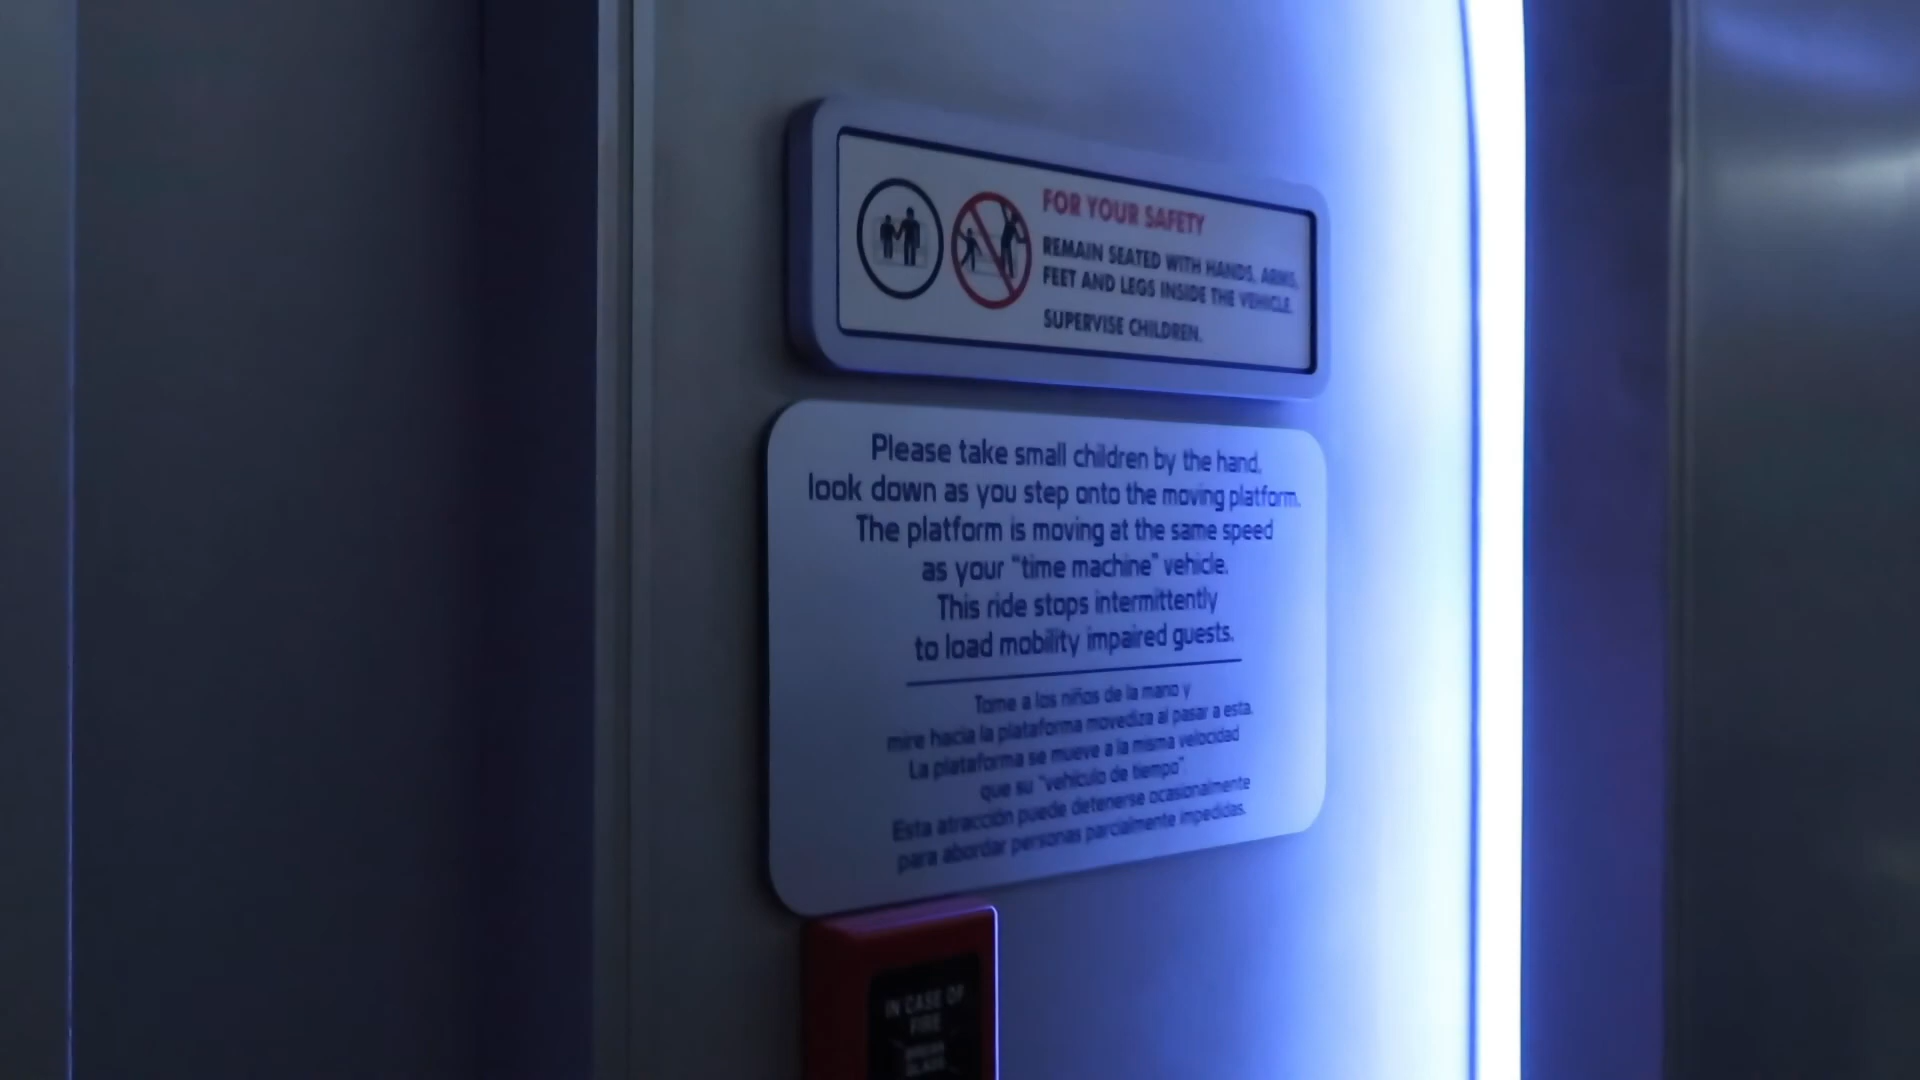 FOR YOUR SAFETY
REMAIN SEATED WITH HANDS, ARMS,
FEET AND LEGS INSIDE THE VEHICLE.
SUPERVISE CHILDREN.
Please take small children by the hand,
look down as you step onto the moving platform.
The platform is moving at the same speed
as your "time machine" vehicle.
This ride stops intermittently
to load mobility impaired guests.
Tome a los niños de la mano y
mire hacia la plataforma movediza al pasar a esta.
La plataforma se mueve a la misma velocidad
que su "vehículo de tiempo".
Esta atracción puede detenerse ocasionalmente
para abordar personas parcialmente impedidas.
IN CASE OF
FIRE
BREAK
GLASS